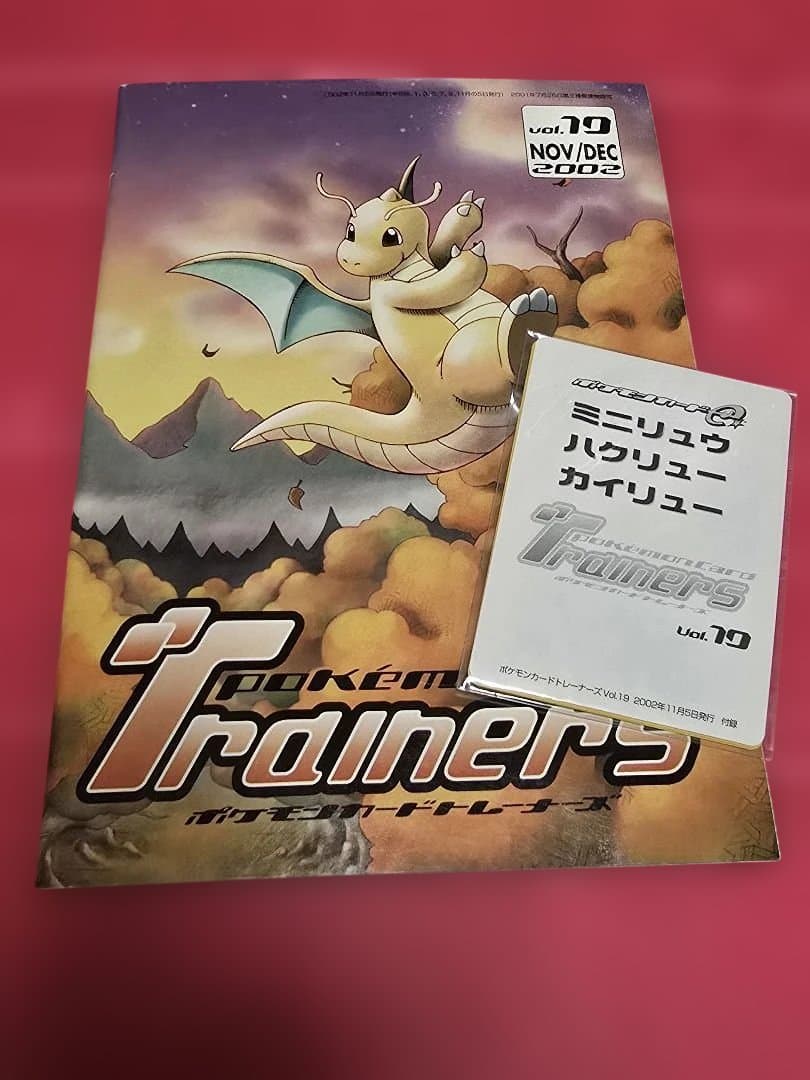 vol.19
NOV/DEC
2002
pokém
Trainers
ポケモンカードトレーナーズ
ポケモンカードe
ミニリュウ
ハクリュー
カイリュー
pokémon card
Trainers
ポケモンカードトレーナーズ
vol.19
ポケモンカードトレーナーズVol.19 2002年11月5日発行 付録